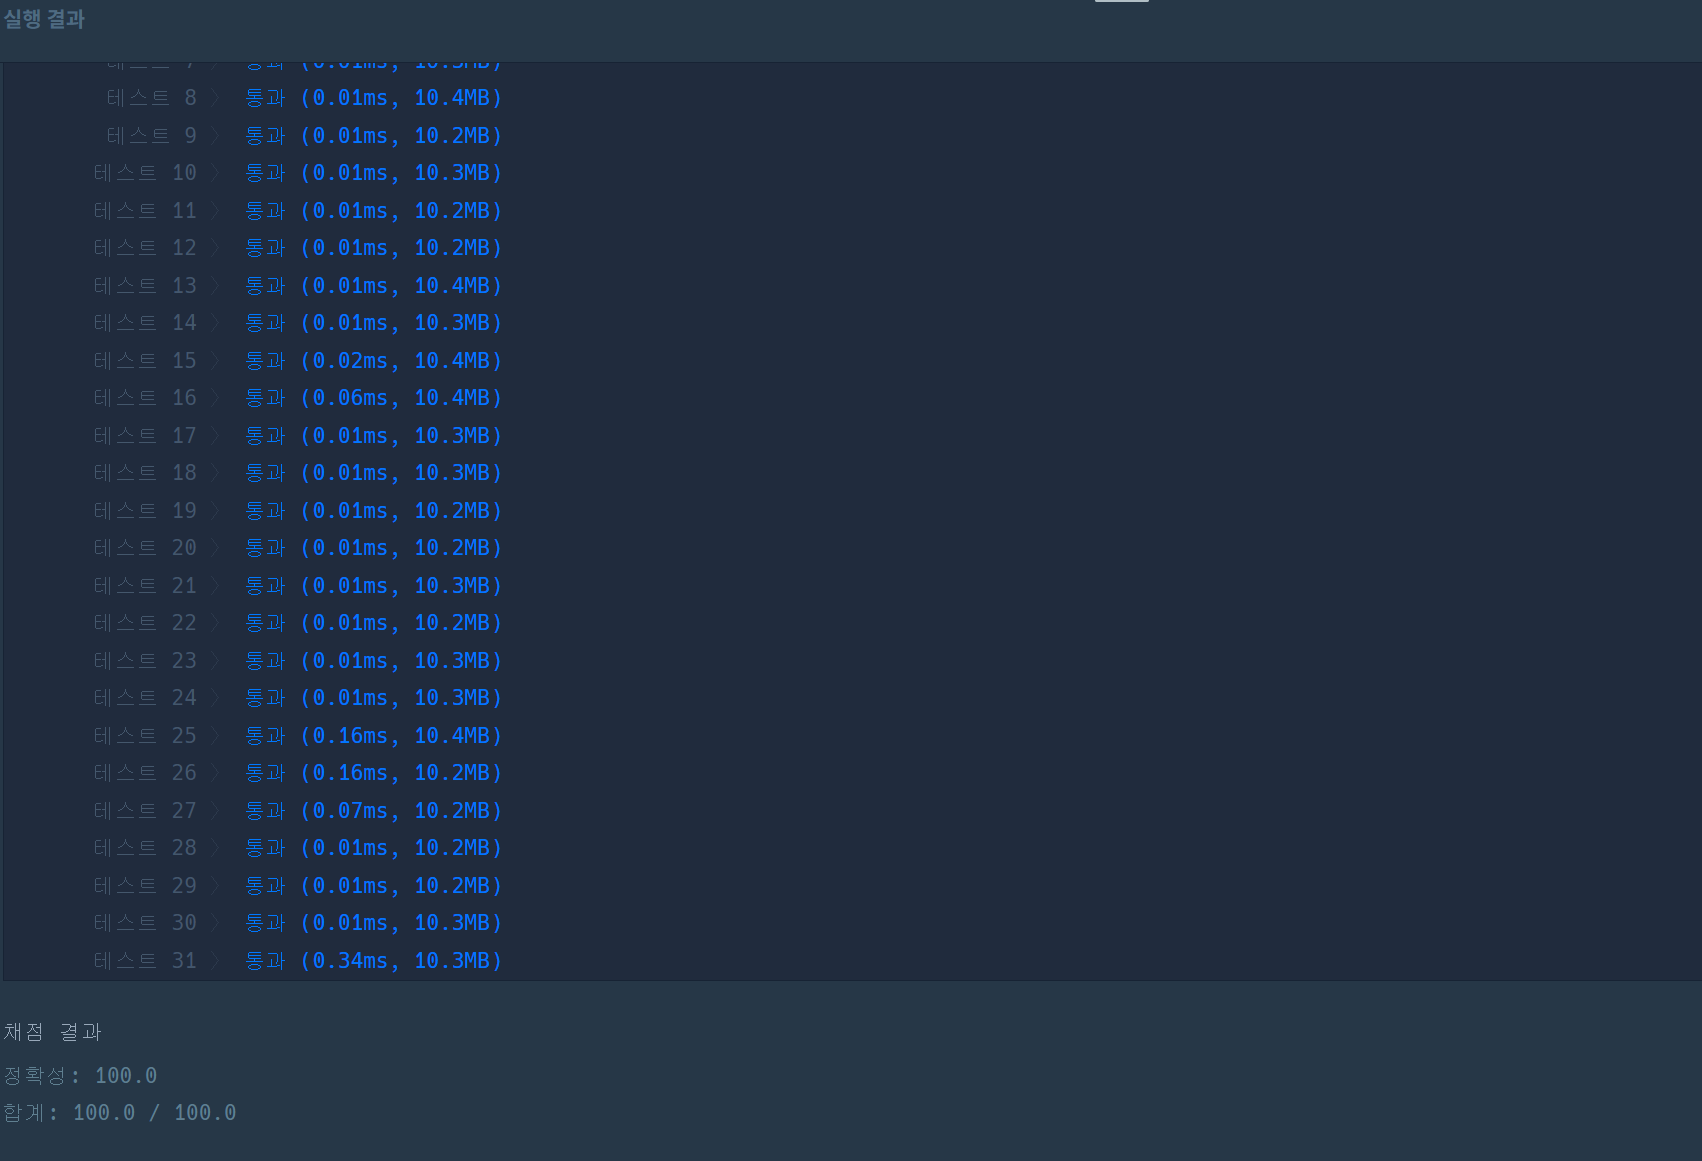 실행 결과
테스트 7 〉 통과 (0.01ms, 10.3MB)
테스트 8 〉 통과 (0.01ms, 10.4MB)
테스트 9 〉 통과 (0.01ms, 10.2MB)
테스트 10 〉 통과 (0.01ms, 10.3MB)
테스트 11 〉 통과 (0.01ms, 10.2MB)
테스트 12 〉 통과 (0.01ms, 10.2MB)
테스트 13 〉 통과 (0.01ms, 10.4MB)
테스트 14 〉 통과 (0.01ms, 10.3MB)
테스트 15 〉 통과 (0.02ms, 10.4MB)
테스트 16 〉 통과 (0.06ms, 10.4MB)
테스트 17 〉 통과 (0.01ms, 10.3MB)
테스트 18 〉 통과 (0.01ms, 10.3MB)
테스트 19 〉 통과 (0.01ms, 10.2MB)
테스트 20 〉 통과 (0.01ms, 10.2MB)
테스트 21 〉 통과 (0.01ms, 10.3MB)
테스트 22 〉 통과 (0.01ms, 10.2MB)
테스트 23 〉 통과 (0.01ms, 10.3MB)
테스트 24 〉 통과 (0.01ms, 10.3MB)
테스트 25 〉 통과 (0.16ms, 10.4MB)
테스트 26 〉 통과 (0.16ms, 10.2MB)
테스트 27 〉 통과 (0.07ms, 10.2MB)
테스트 28 〉 통과 (0.01ms, 10.2MB)
테스트 29 〉 통과 (0.01ms, 10.2MB)
테스트 30 〉 통과 (0.01ms, 10.3MB)
테스트 31 〉 통과 (0.34ms, 10.3MB)
채점 결과
정확성: 100.0
합계: 100.0 / 100.0